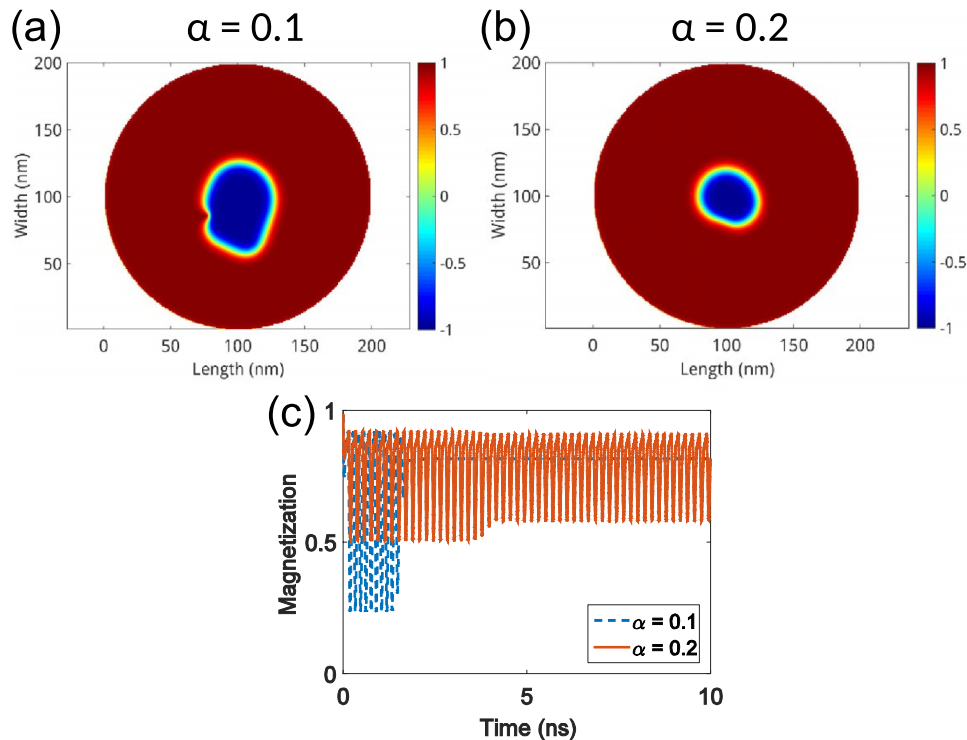 (a) α = 0.1
(b) α = 0.2
200
150
100
50
Width (nm)
0 50 100 150 200
Length (nm)
1
0.5
0
-0.5
-1
200
150
100
50
Width (nm)
0 50 100 150 200
Length (nm)
1
0.5
0
-0.5
-1
(c)
1
0.5
0
Magnetization
0 5 10
Time (ns)
α = 0.1
α = 0.2